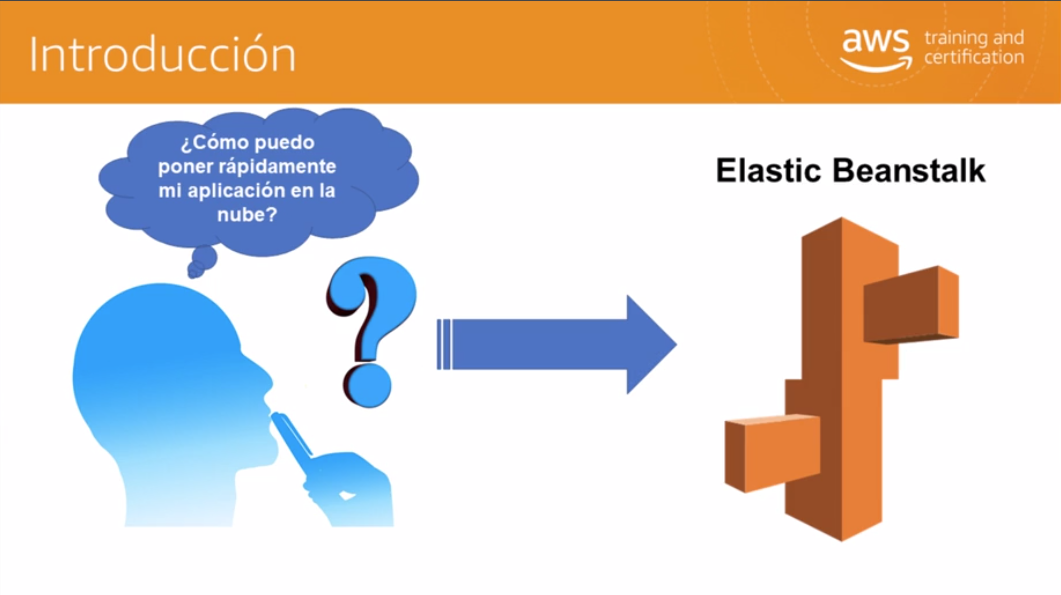 Introducción
aws training and
certification
¿Cómo puedo
poner rápidamente
mi aplicación en la
nube?
Elastic Beanstalk